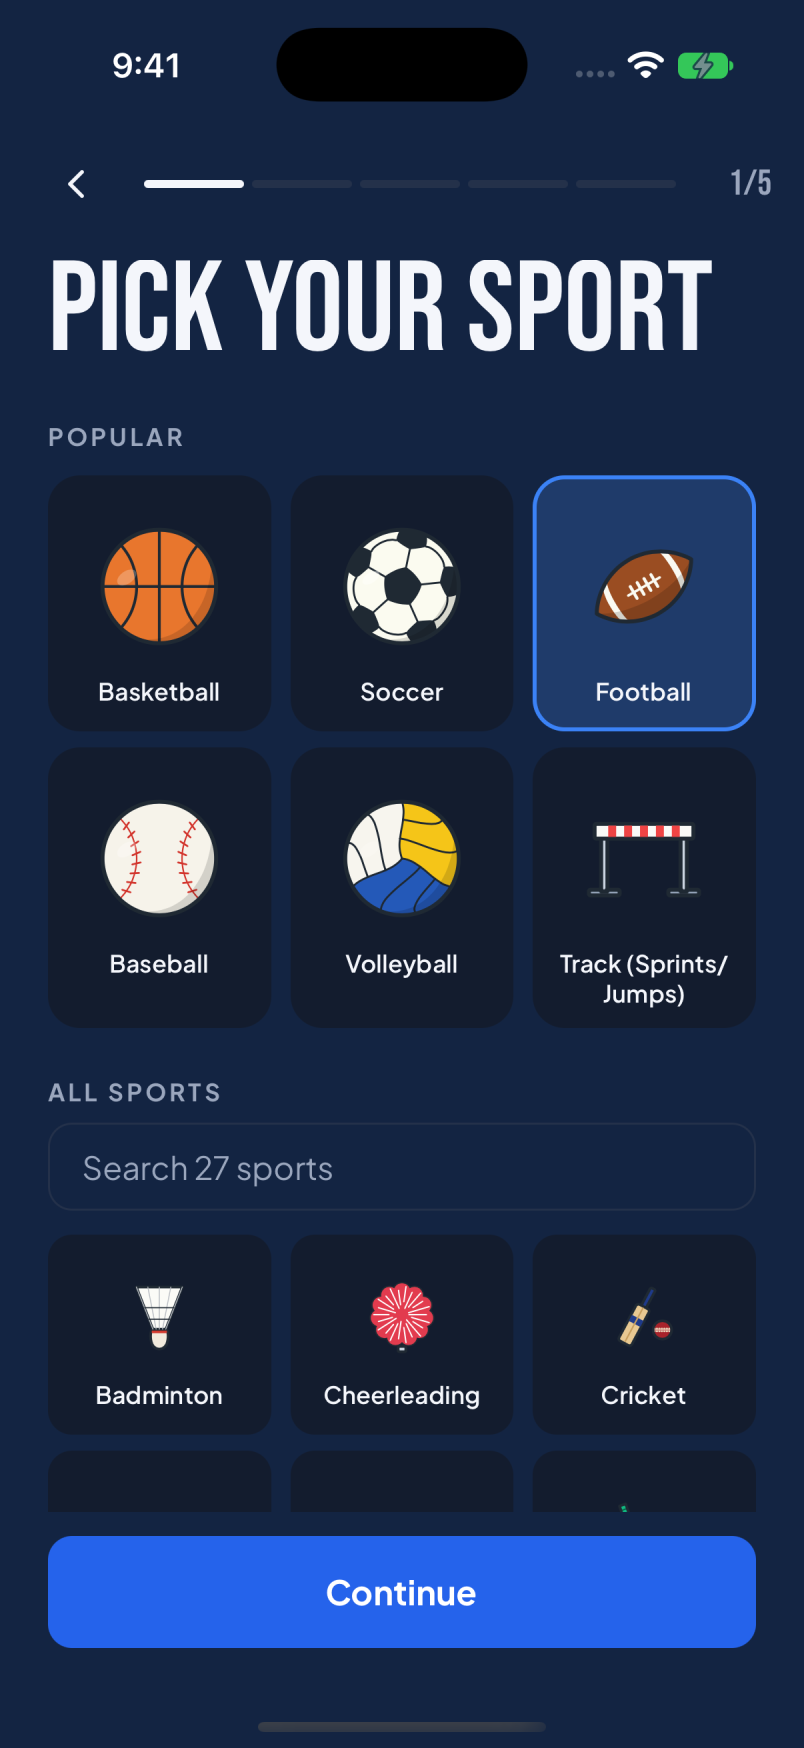 9:41
1/5
PICK YOUR SPORT
POPULAR
Basketball
Soccer
Football
Baseball
Volleyball
Track (Sprints/
Jumps)
ALL SPORTS
Search 27 sports
Badminton
Cheerleading
Cricket
Continue